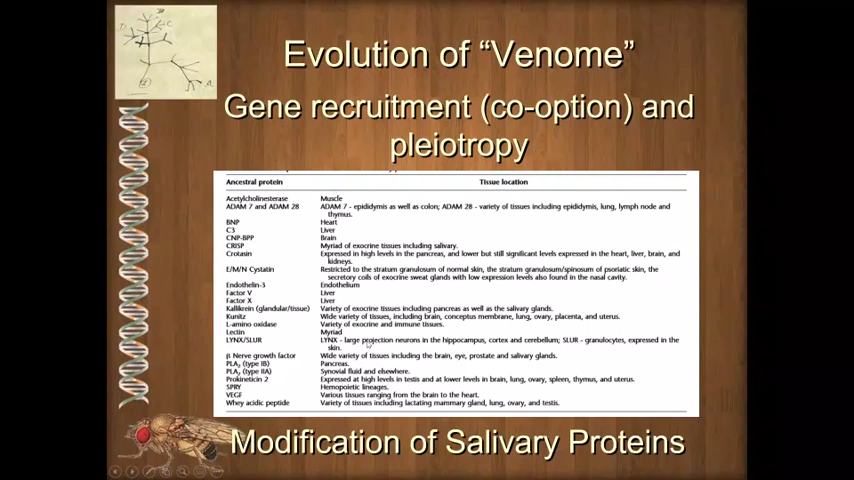 Evolution of “Venome”
Gene recruitment (co-option) and
pleiotropy
Ancestral protein Tissue location
Acetylcholinesterase Muscle
ADAM 7 and ADAM 28 ADAM 7 - epididymis as well as colon; ADAM 28 - variety of tissues including epididymis, lung, lymph node and
thymus.
BNP Heart
C3 Liver
CNP-BPP Brain
CRISP Myriad of exocrine tissues including salivary.
Crotasin Expressed in high levels in the pancreas, and lower but still significant levels expressed in the heart, liver, brain, and
kidneys.
E/M/N Cystatin Restricted to the stratum granulosum of normal skin, the stratum granulosum/spinosum of psoriatic skin, the
secretory coils of exocrine sweat glands with low expression levels also found in the nasal cavity.
Endothelin-3 Endothelium
Factor V Liver
Factor X Liver
Kallikrein (glandular/tissue) Variety of exocrine tissues including pancreas as well as the salivary glands.
Kunitz Wide variety of tissues, including brain, conceptus membrane, lung, ovary, placenta, and uterus.
L-amino oxidase Variety of exocrine and immune tissues.
Lectin Myriad
LYNX/SLUR LYNX - large projection neurons in the hippocampus, cortex and cerebellum; SLUR - granulocytes, expressed in the
skin.
β Nerve growth factor Wide variety of tissues including the brain, eye, prostate and salivary glands.
PLA₂ (type IB) Pancreas.
PLA₂ (type IIA) Synovial fluid and elsewhere.
Prokineticin 2 Expressed at high levels in testis and at lower levels in brain, lung, ovary, spleen, thymus, and uterus.
SPRY Hemopoietic lineages.
VEGF Various tissues ranging from the brain to the heart.
Whey acidic peptide Variety of tissues including lactating mammary gland, lung, ovary, and testis.
Modification of Salivary Proteins